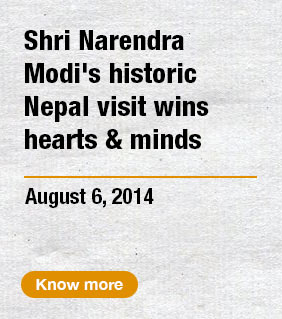 Shri Narendra
Modi's historic
Nepal visit wins
hearts & minds
August 6, 2014
Know more